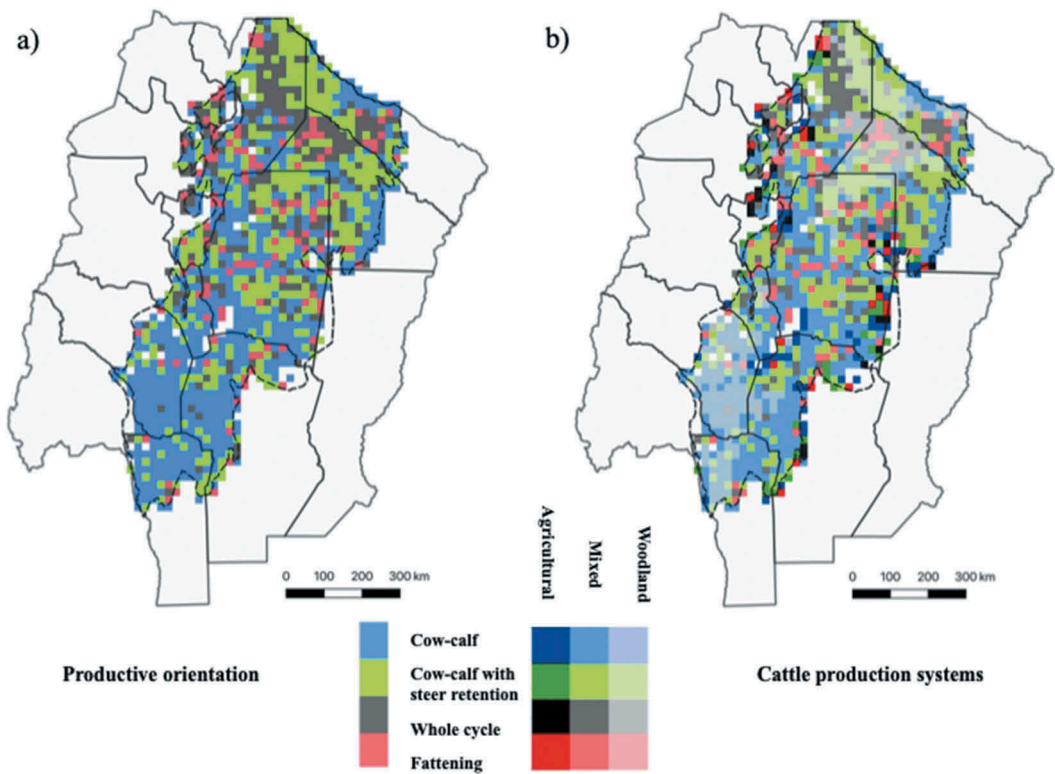 a)
b)
0 100 200 300 km
0 100 200 300 km
Agricultural
Mixed
Woodland
Productive orientation
Cow-calf
Cow-calf with
steer retention
Whole cycle
Fattening
Cattle production systems